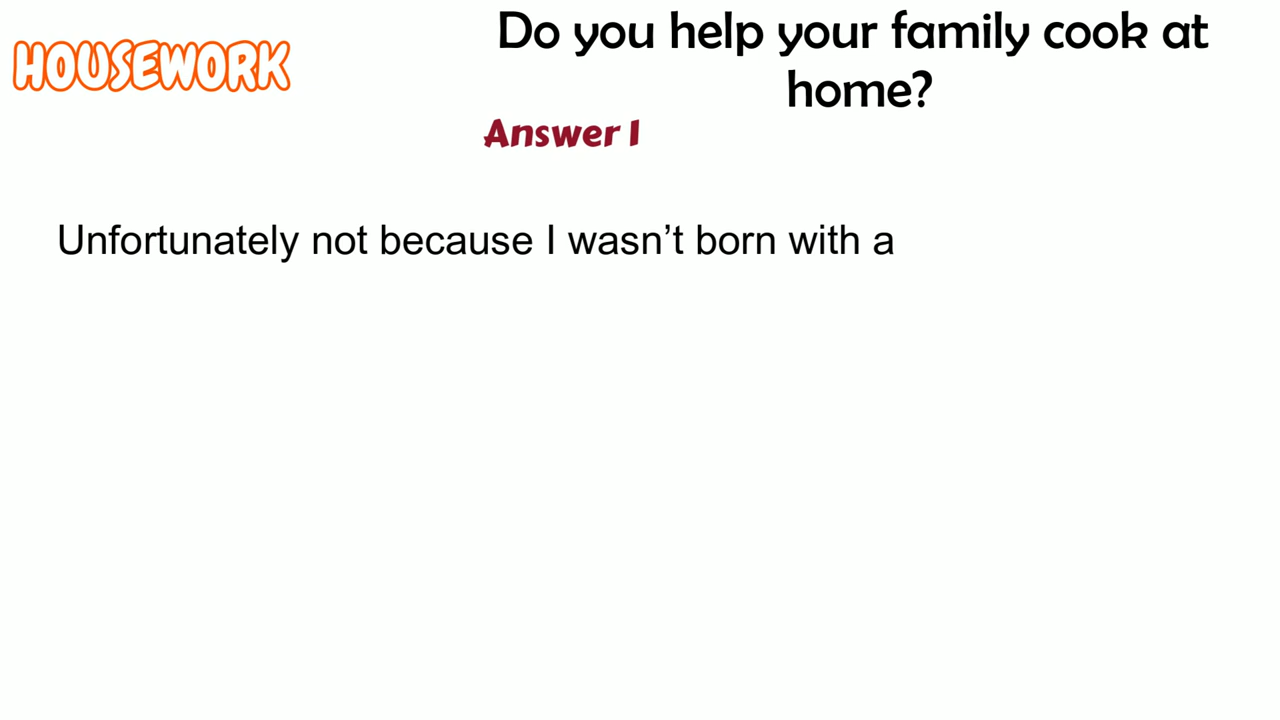 HOUSEWORK
Do you help your family cook at
home?
Answer 1
Unfortunately not because I wasn’t born with a